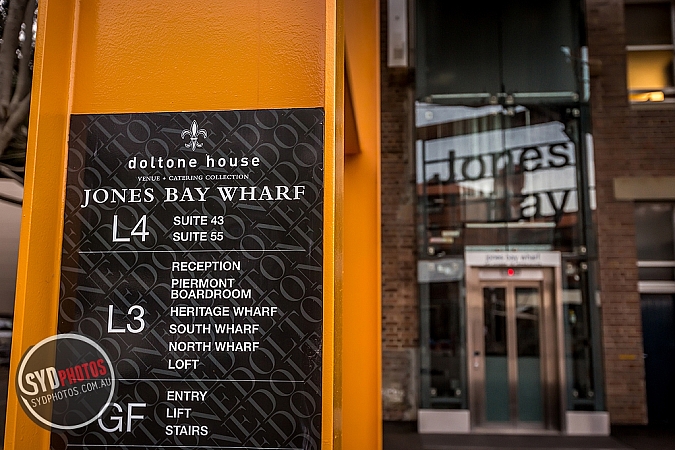 doltone house
VENUE + CATERING COLLECTION
JONES BAY WHARF
L4
SUITE 43
SUITE 55
L3
RECEPTION
PIERMONT
BOARDROOM
HERITAGE WHARF
SOUTH WHARF
NORTH WHARF
LOFT
GF
ENTRY
LIFT
STAIRS
Jones
Bay
jones bay wharf
SYDPHOTOS
SYDPHOTOS.COM.AU